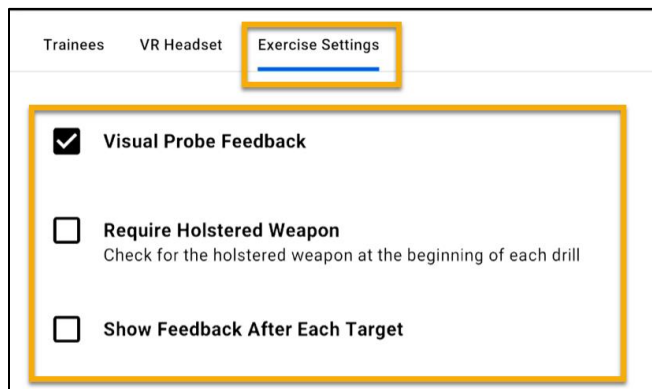 Trainees VR Headset Exercise Settings
Visual Probe Feedback
Require Holstered Weapon
Check for the holstered weapon at the beginning of each drill
Show Feedback After Each Target